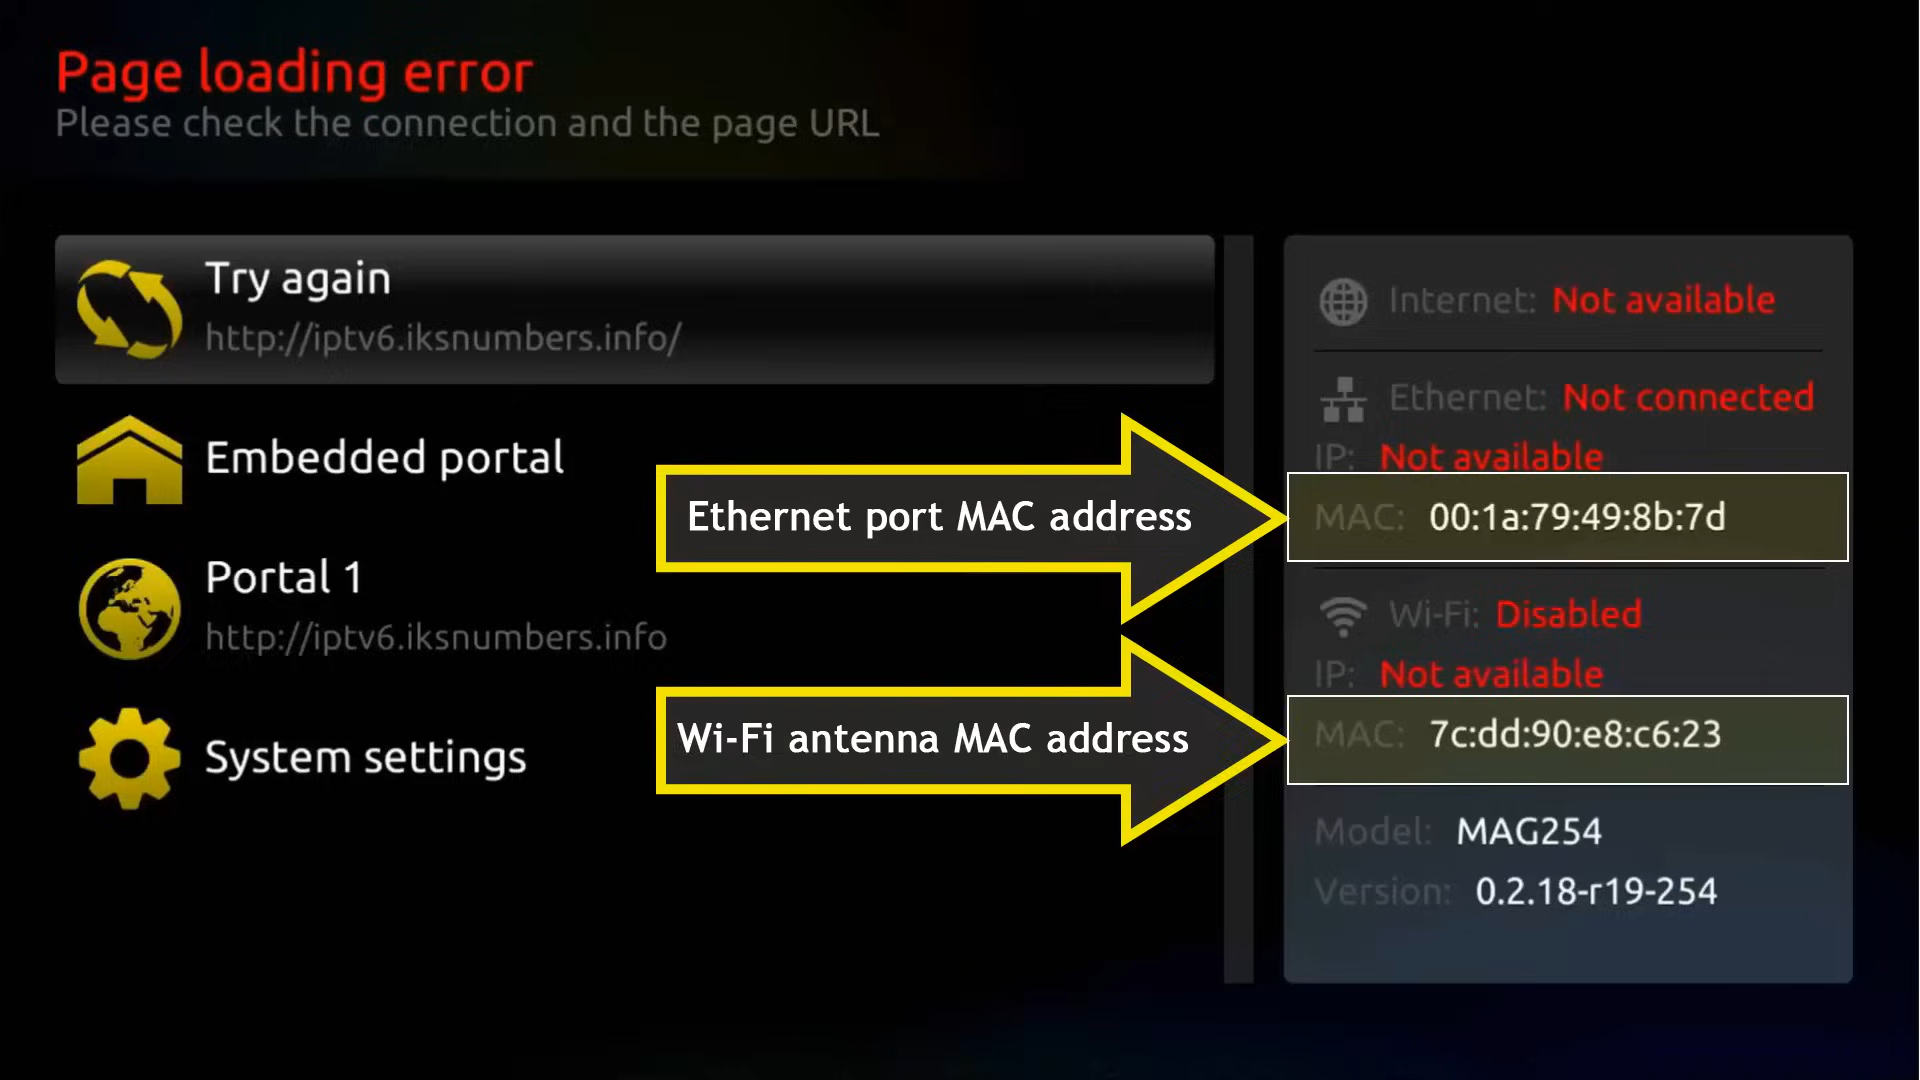 Page loading error
Please check the connection and the page URL
Try again
http://iptv6.iksnumbers.info/
Embedded portal
Portal 1
http://iptv6.iksnumbers.info
System settings
Ethernet port MAC address
Wi-Fi antenna MAC address
Internet: Not available
Ethernet: Not connected
IP: Not available
MAC: 00:1a:79:49:8b:7d
Wi-Fi: Disabled
IP: Not available
MAC: 7c:dd:90:e8:c6:23
Model: MAG254
Version: 0.2.18-r19-254